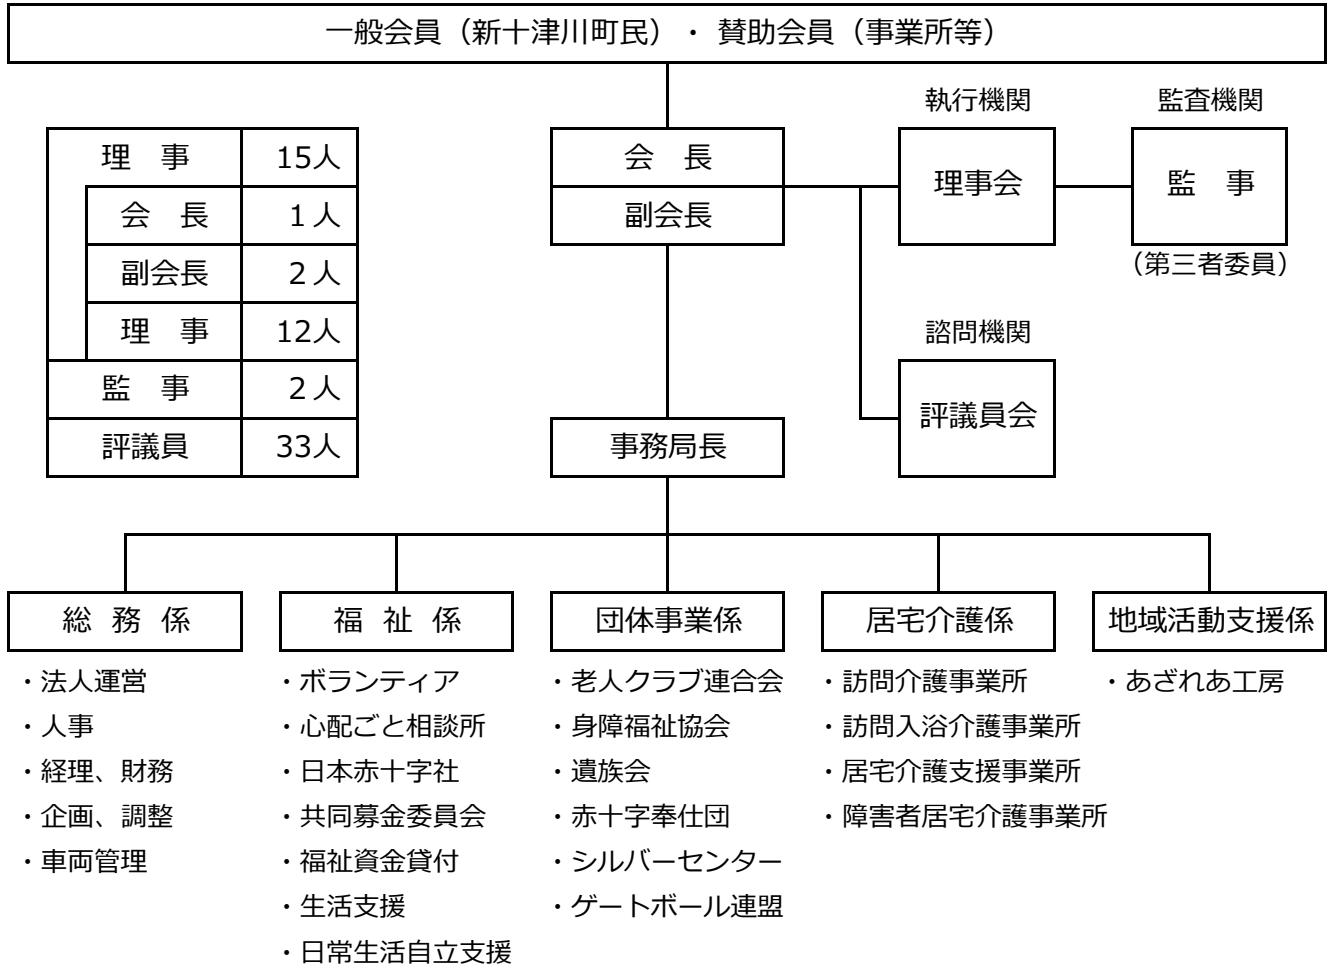 一般会員（新十津川町民）・ 賛助会員（事業所等）
執行機関 監査機関
理　事 15人
会　長 1人
副会長 2人
理　事 12人
監　事 2人
評議員 33人
会　長
副会長
理事会
監　事
（第三者委員）
諮問機関
評議員会
事務局長
総 務 係
・法人運営
・人事
・経理、財務
・企画、調整
・車両管理
福 祉 係
・ボランティア
・心配ごと相談所
・日本赤十字社
・共同募金委員会
・福祉資金貸付
・生活支援
・日常生活自立支援
団体事業係
・老人クラブ連合会
・身障福祉協会
・遺族会
・赤十字奉仕団
・シルバーセンター
・ゲートボール連盟
居宅介護係
・訪問介護事業所
・訪問入浴介護事業所
・居宅介護支援事業所
・障害者居宅介護事業所
地域活動支援係
・あざれあ工房